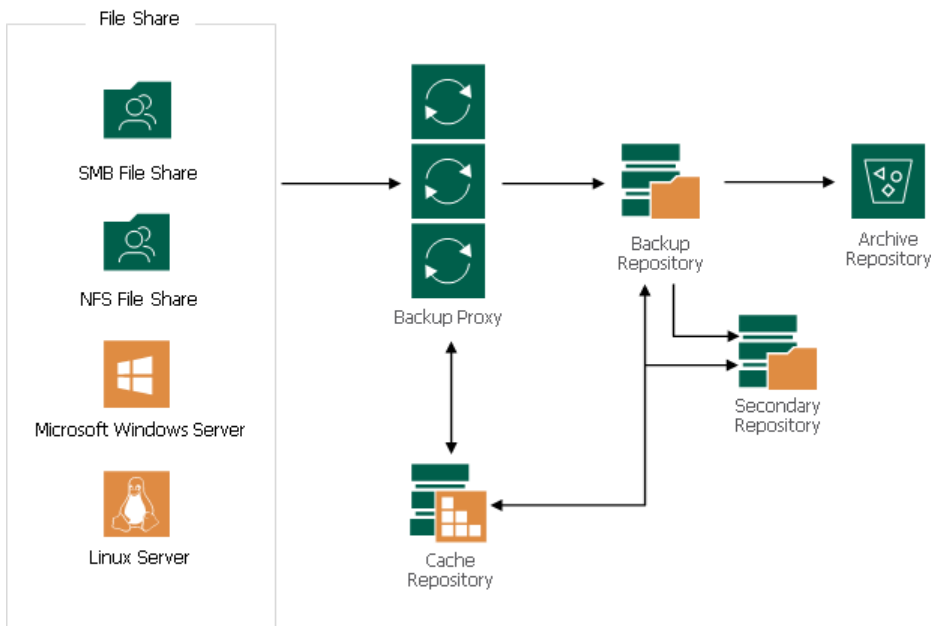 File Share
SMB File Share
NFS File Share
Microsoft Windows Server
Linux Server
Backup Proxy
Cache
Repository
Backup
Repository
Secondary
Repository
Archive
Repository